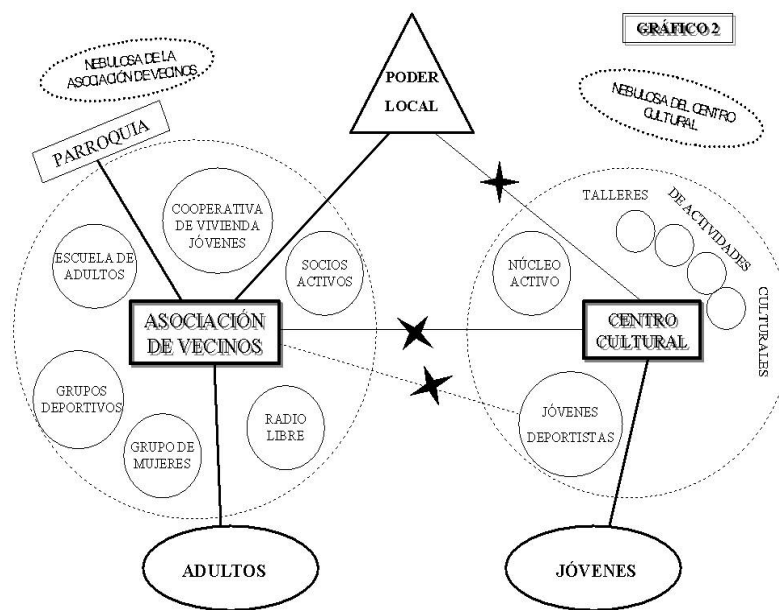 GRÁFICO 2
NEBULOSA DE LA
ASOCIACIÓN DE VECINOS
PODER
LOCAL
NEBULOSA DEL CENTRO
CULTURAL
PARROQUIA
COOPERATIVA
DE VIVIENDA
JÓVENES
ESCUELA DE
ADULTOS
SOCIOS
ACTIVOS
TALLERES
DE ACTIVIDADES
CULTURALES
NÚCLEO
ACTIVO
ASOCIACIÓN
DE VECINOS
CENTRO
CULTURAL
GRUPOS
DEPORTIVOS
GRUPO DE
MUJERES
RADIO
LIBRE
JÓVENES
DEPORTISTAS
ADULTOS
JÓVENES